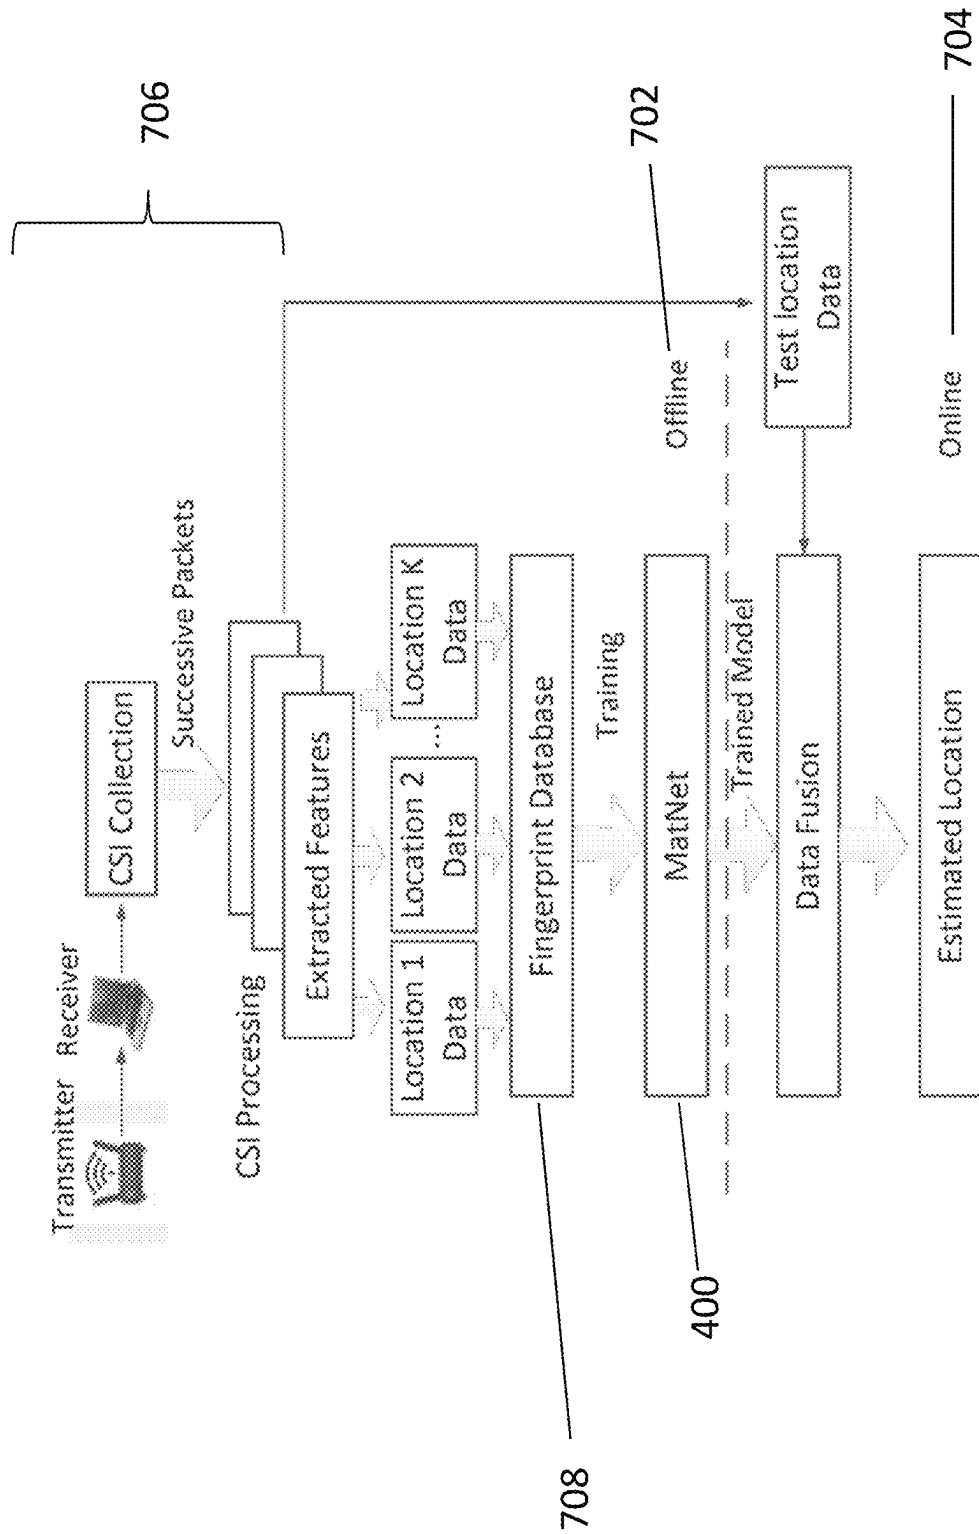 Transmitter
Receiver
CSI Collection
706
Successive Packets
CSI Processing
Extracted Features
Location 1
Data
Location 2
Data
...
Location K
Data
708
Fingerprint Database
Training
Offline
702
400
MatNet
Trained Model
Data Fusion
Test location
Data
Estimated Location
Online
704